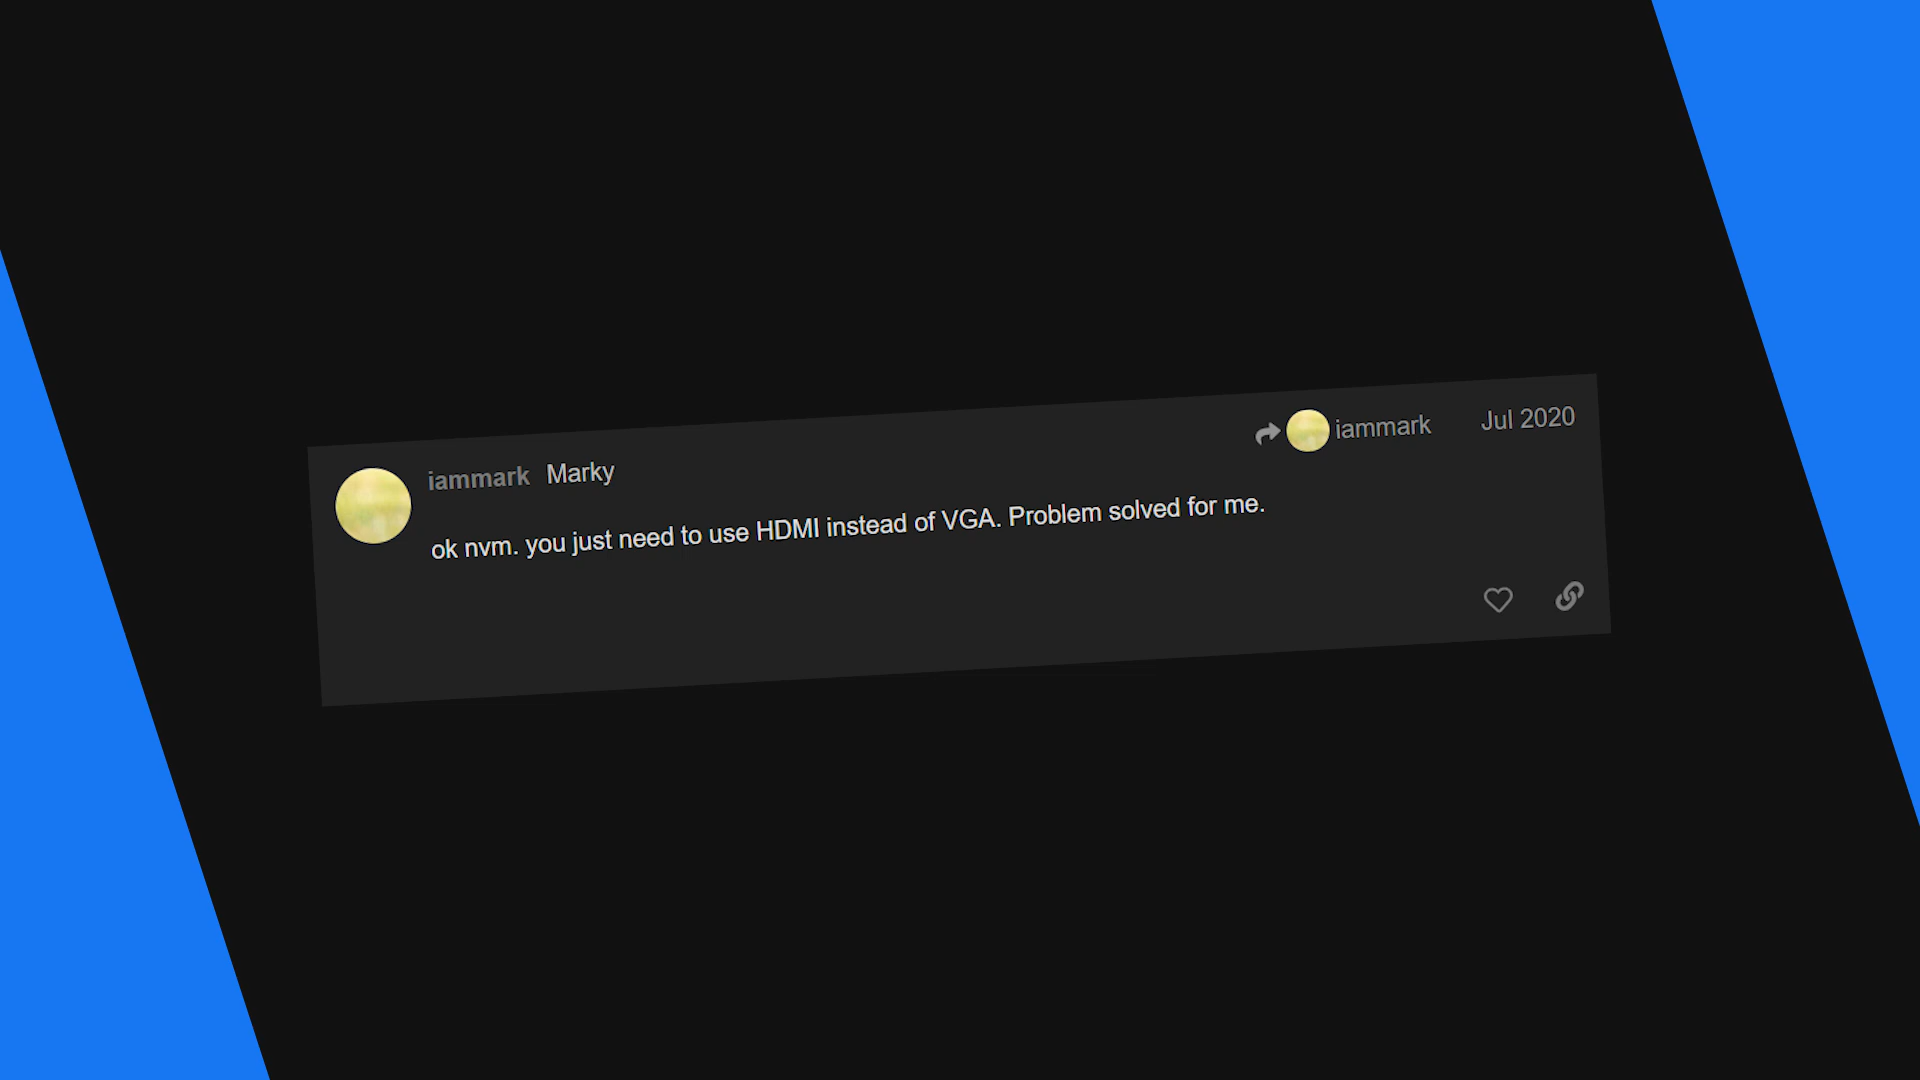 iammark Marky
iammark Jul 2020
ok nvm. you just need to use HDMI instead of VGA. Problem solved for me.